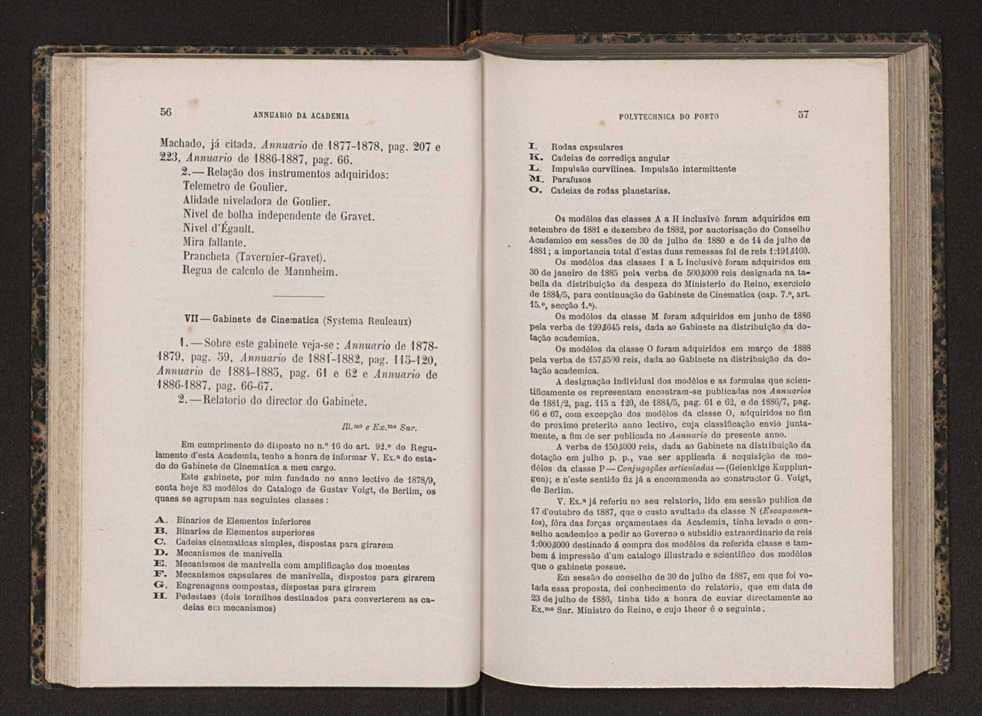 56
ANNUARIO DA ACADEMIA
Machado, já citada. Annuario de 1877-1878, pag. 207 e
223, Annuario de 1886-1887, pag. 66.
2.— Relação dos instrumentos adquiridos:
Telemetro de Goulier.
Alidade niveladora de Goulier.
Nivel de bolha independente de Gravet.
Nivel d'Égault.
Mira fallante.
Prancheta (Tavernier-Gravet).
Regua de calculo de Mannheim.
VII — Gabinete de Cinematica (Systema Reuleaux)
1. — Sobre este gabinete veja-se: Annuario de 1878-
1879, pag. 59, Annuario de 1881-1882, pag. 115-120,
Annuario de 1884-1885, pag. 61 e 62 e Annuario de
1886-1887, pag. 66-67.
2. — Relatorio do director do Gabinete.
Ill.mo e Ex.mo Snr.
Em cumprimento do disposto no n.º 16 do art. 92.º do Regu-
lamento d'esta Academia, tenho a honra de informar V. Ex.ª do esta-
do do Gabinete de Cinematica a meu cargo.
Este gabinete, por mim fundado no anno lectivo de 1878/9,
conta hoje 83 modêlos do Catalogo de Gustav Voigt, de Berlim, os
quaes se agrupam nas seguintes classes:
A. Binarios de Elementos inferiores
B. Binarios de Elementos superiores
C. Cadeias cinematicas simples, dispostas para girarem
D. Mecanismos de manivella
E. Mecanismos de manivella com amplificação dos moentes
F. Mecanismos capsulares de manivella, dispostos para girarem
G. Engrenagens compostas, dispostas para girarem
H. Pedestaes (dois tornilhos destinados para converterem as ca-
deias em mecanismos)
POLYTECHNICA DO PORTO
57
I. Rodas capsulares
K. Cadeias de corrediça angular
L. Impulsão curvilinea. Impulsão intermittente
M. Parafusos
O. Cadeias de rodas planetarias.
Os modêlos das classes A a H inclusivè foram adquiridos em
setembro de 1881 e dezembro de 1882, por auctorisação do Conselho
Academico em sessões de 30 de julho de 1880 e de 14 de julho de
1881; a importancia total d'estas duas remessas foi de reis 1:191$160.
Os modêlos das classes I a L inclusivè foram adquiridos em
30 de janeiro de 1885 pela verba de 500$000 reis designada na ta-
bella da distribuição da despeza do Ministerio do Reino, exercicio
de 1884/5, para continuação do Gabinete de Cinematica (cap. 7.º, art.
15.º, secção 1.ª).
Os modêlos da classe M foram adquiridos em junho de 1886
pela verba de 199$645 reis, dada ao Gabinete na distribuição da do-
tação academica.
Os modêlos da classe O foram adquiridos em março de 1888
pela verba de 157$590 reis, dada ao Gabinete na distribuição da do-
tação academica.
A designação individual dos modêlos e as formulas que scien-
tificamente os representam encontram-se publicadas nos Annuarios
de 1881/2, pag. 115 a 120, de 1884/5, pag. 61 e 62, e de 1886/7, pag.
66 e 67, com excepção dos modêlos da classe O, adquiridos no fim
do proximo preterito anno lectivo, cuja classificação envio junta-
mente, a fim de ser publicada no Annuario do presente anno.
A verba de 150$000 reis, dada ao Gabinete na distribuição da
dotação em julho p. p., vae ser applicada á acquisição de mo-
dêlos da classe P — Conjugações articuladas — (Gelenkige Kupplun-
gen); e n'este sentido fiz já a encommenda ao constructor G. Voigt,
de Berlim.
V. Ex.ª já referiu no seu relatorio, lido em sessão publica de
17 d'outubro de 1887, que o custo avultado da classe N (Escapamen-
tos), fóra das forças orçamentaes da Academia, tinha levado o con-
selho academico a pedir ao Governo o subsidio extraordinario de reis
1:000$000 destinado á compra dos modêlos da referida classe e tam-
bem á impressão d'um catalogo illustrado e scientifico dos modêlos
que o gabinete possue.
Em sessão do conselho de 30 de julho de 1887, em que foi vo-
tada essa proposta, dei conhecimento do relatorio, que em data de
23 de julho de 1886, tinha tido a honra de enviar directamente ao
Ex.mo Snr. Ministro do Reino, e cujo theor é o seguinte: